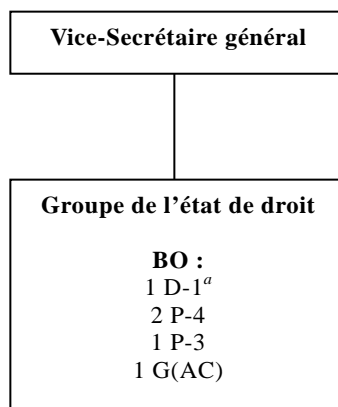 Vice-Secrétaire général
Groupe de l'état de droit
BO :
1 D-1ᵃ
2 P-4
1 P-3
1 G(AC)